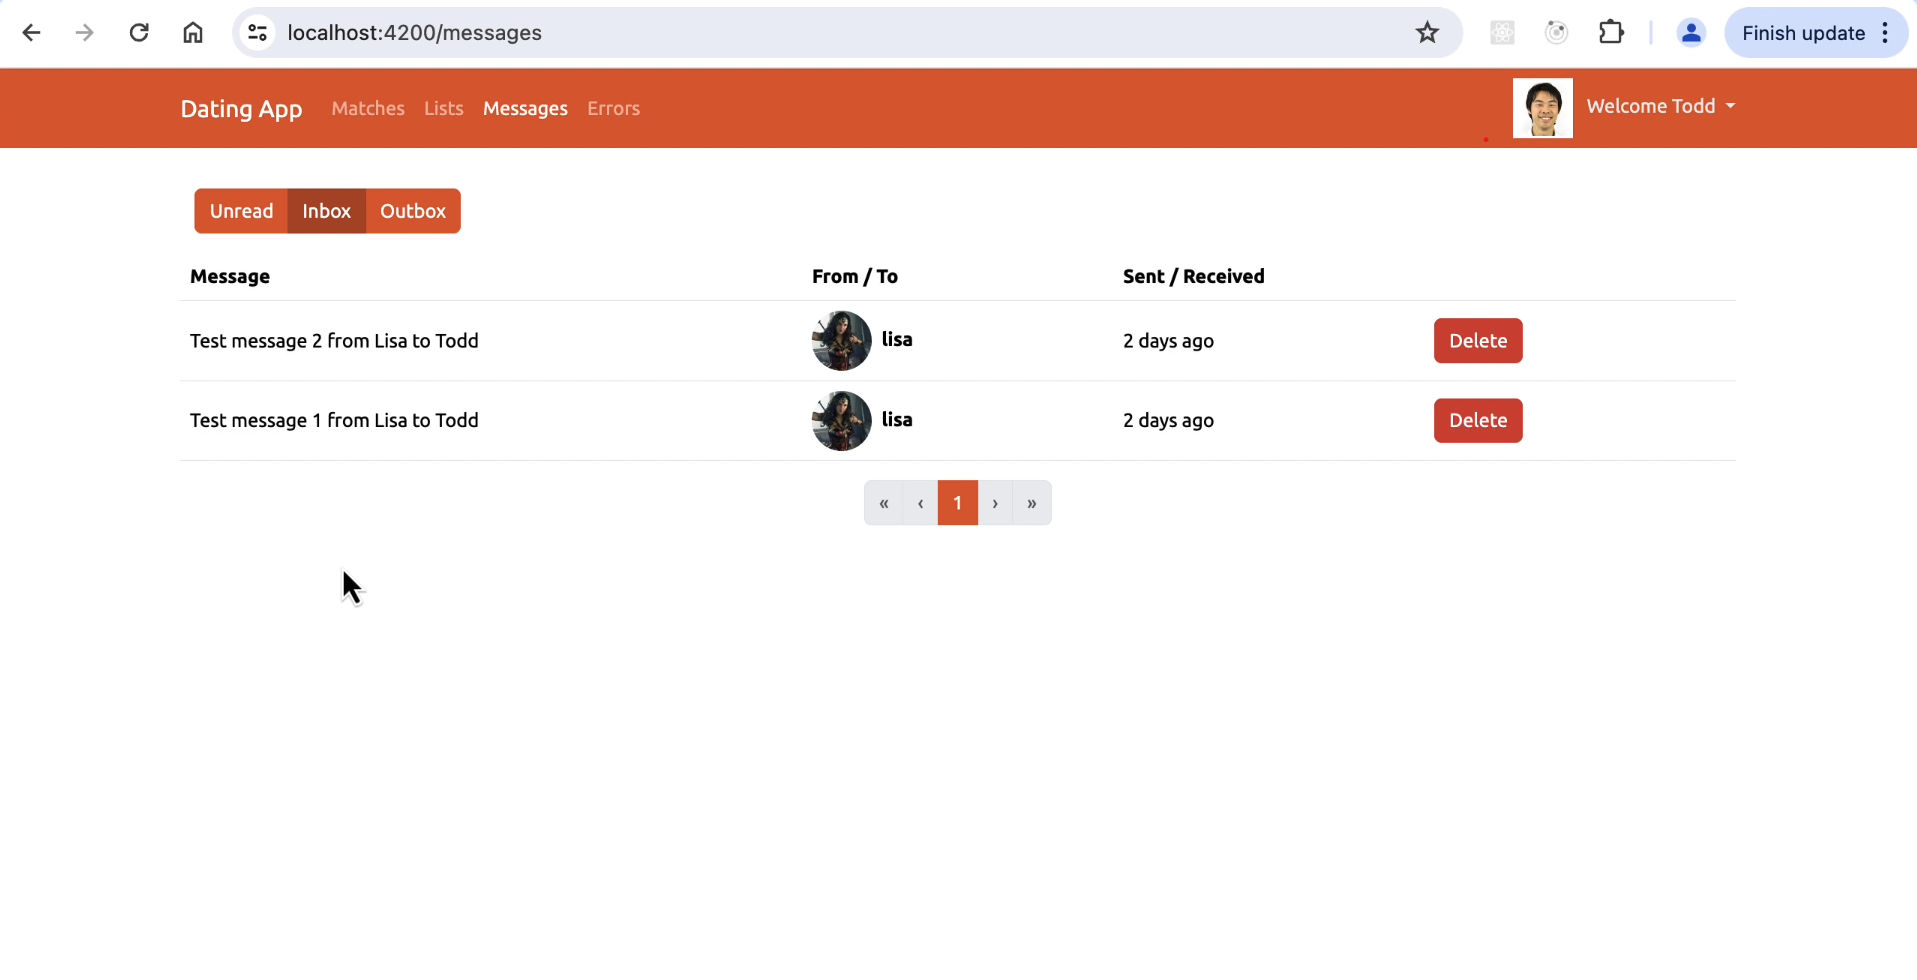 localhost:4200/messages
Finish update
Dating App Matches Lists Messages Errors Welcome Todd
Unread Inbox Outbox
Message From / To Sent / Received
Test message 2 from Lisa to Todd lisa 2 days ago Delete
Test message 1 from Lisa to Todd lisa 2 days ago Delete
« ‹ 1 › »